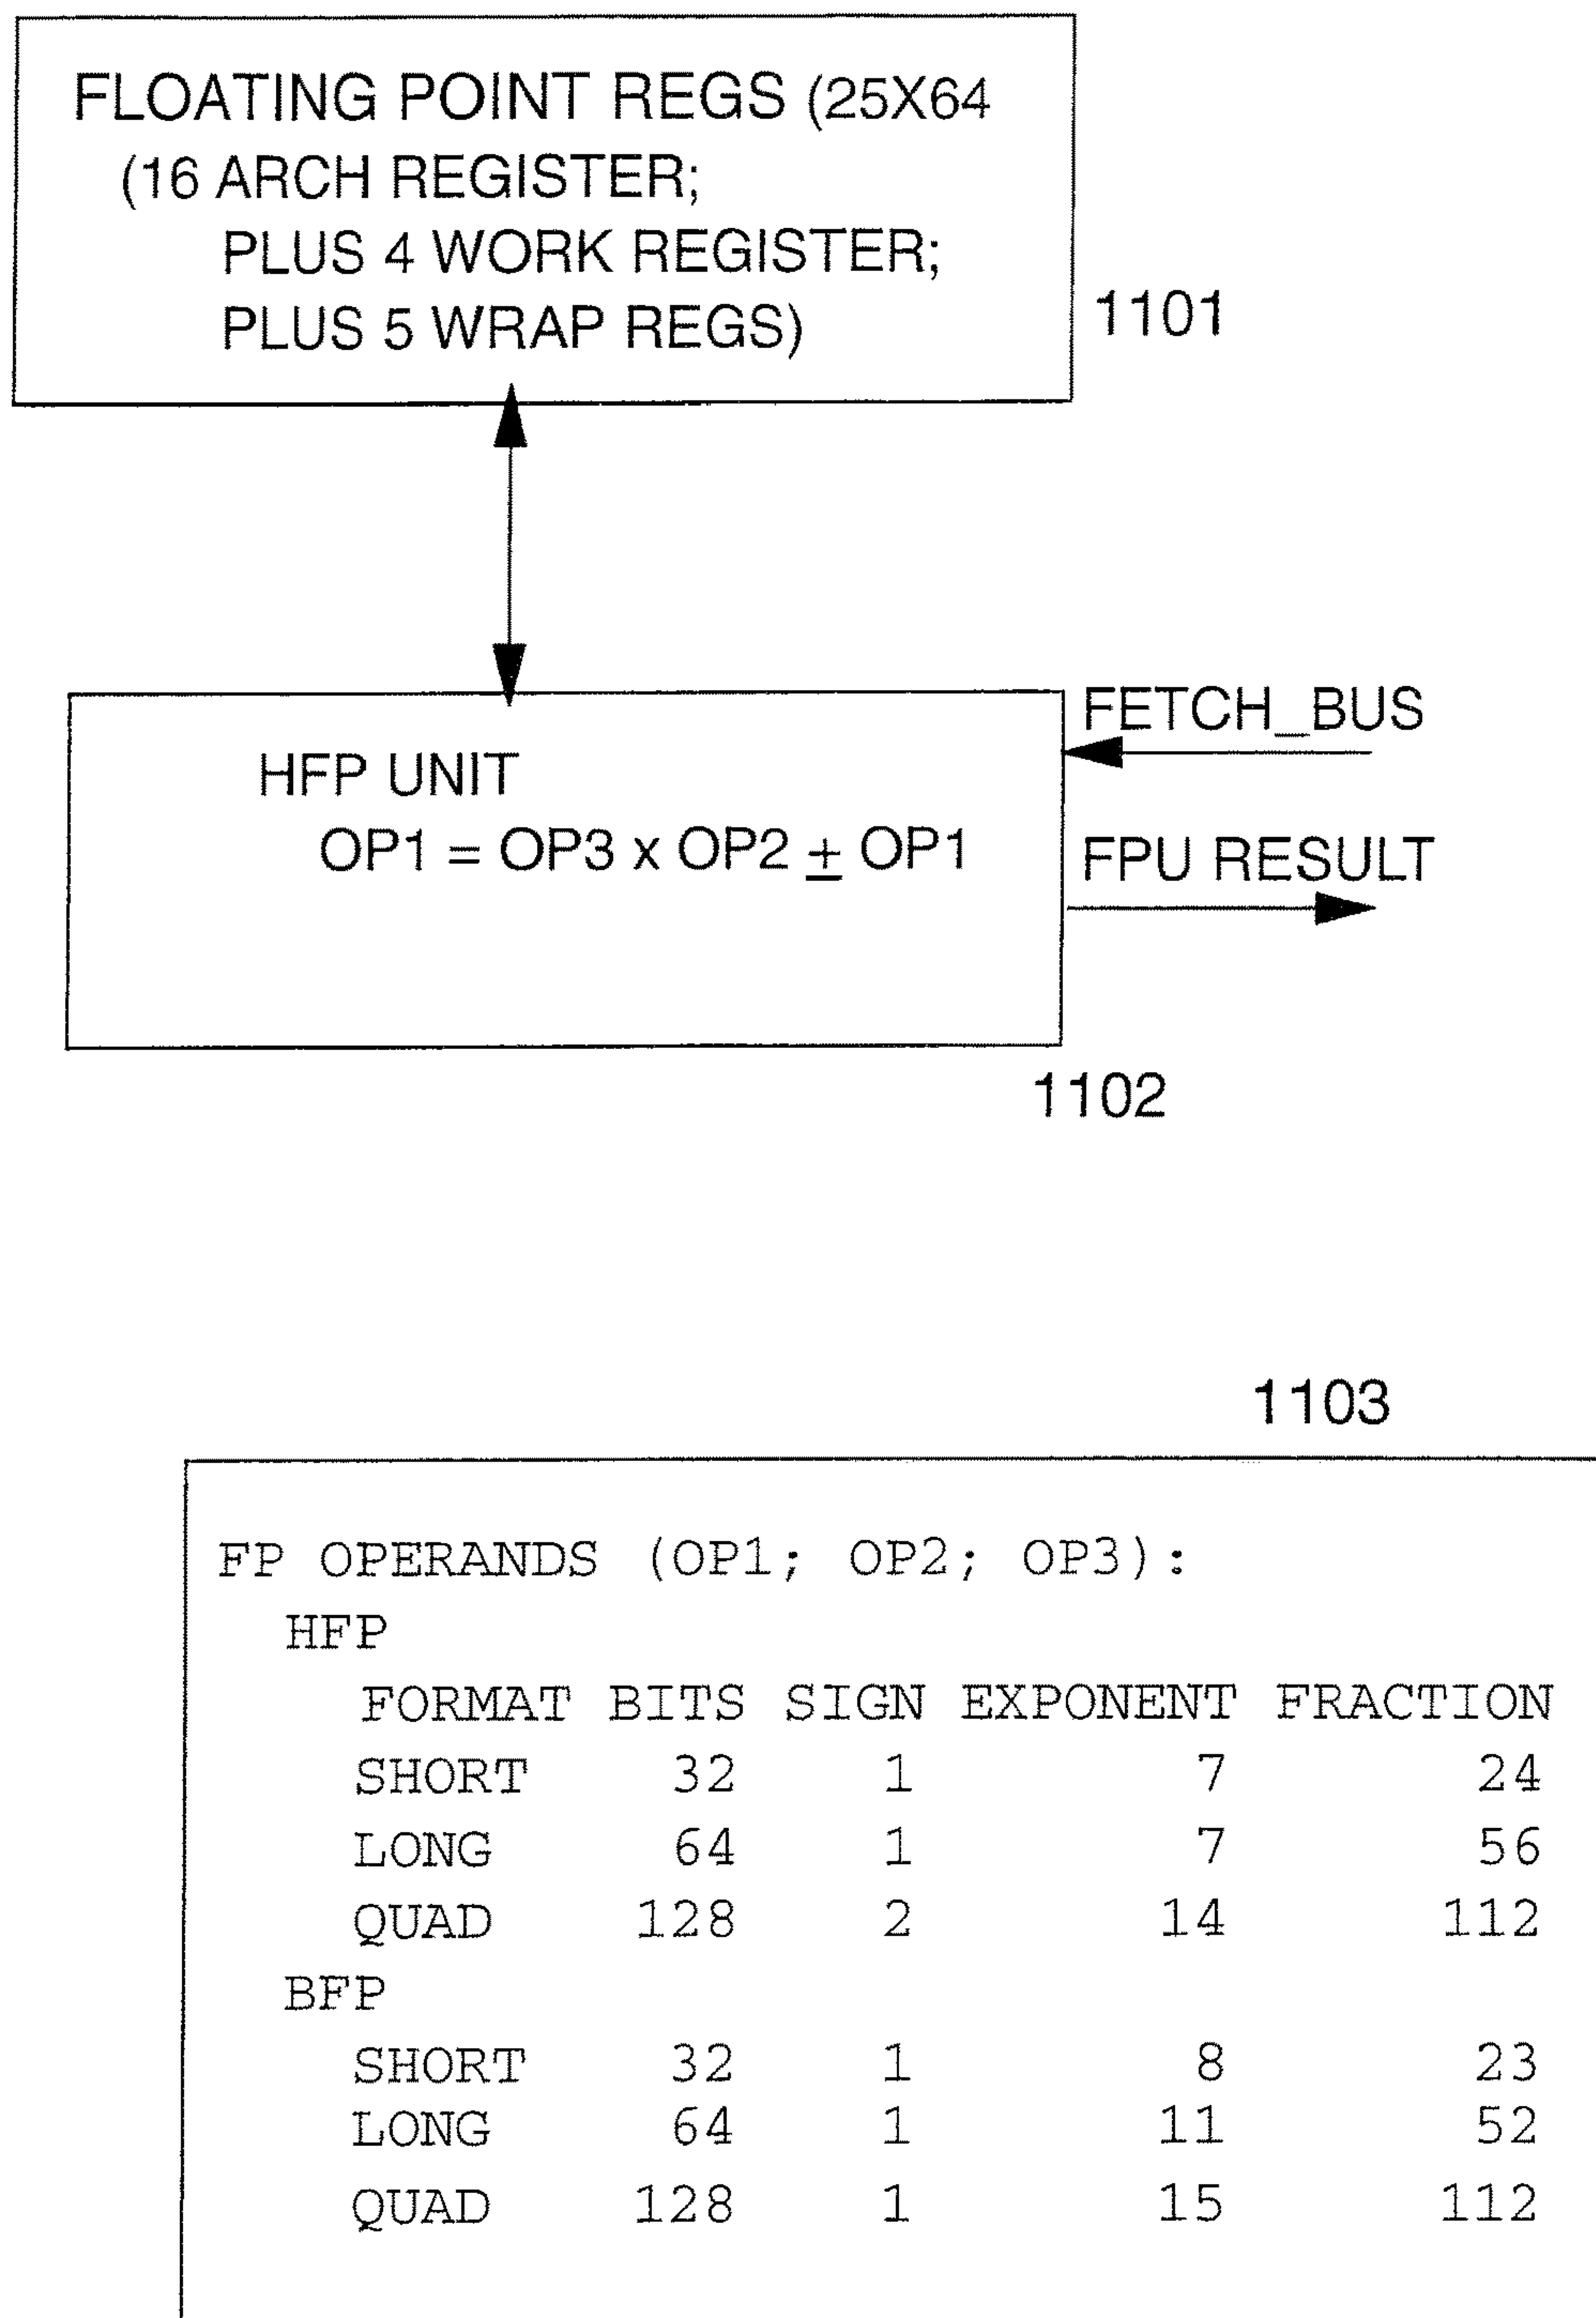 FLOATING POINT REGS (25X64
(16 ARCH REGISTER;
PLUS 4 WORK REGISTER;
PLUS 5 WRAP REGS)
1101
HFP UNIT
OP1 = OP3 x OP2 ± OP1
FETCH_BUS
FPU RESULT
1102
1103
FP OPERANDS (OP1; OP2; OP3):
HFP
FORMAT BITS SIGN EXPONENT FRACTION
SHORT 32 1 7 24
LONG 64 1 7 56
QUAD 128 2 14 112
BFP
SHORT 32 1 8 23
LONG 64 1 11 52
QUAD 128 1 15 112